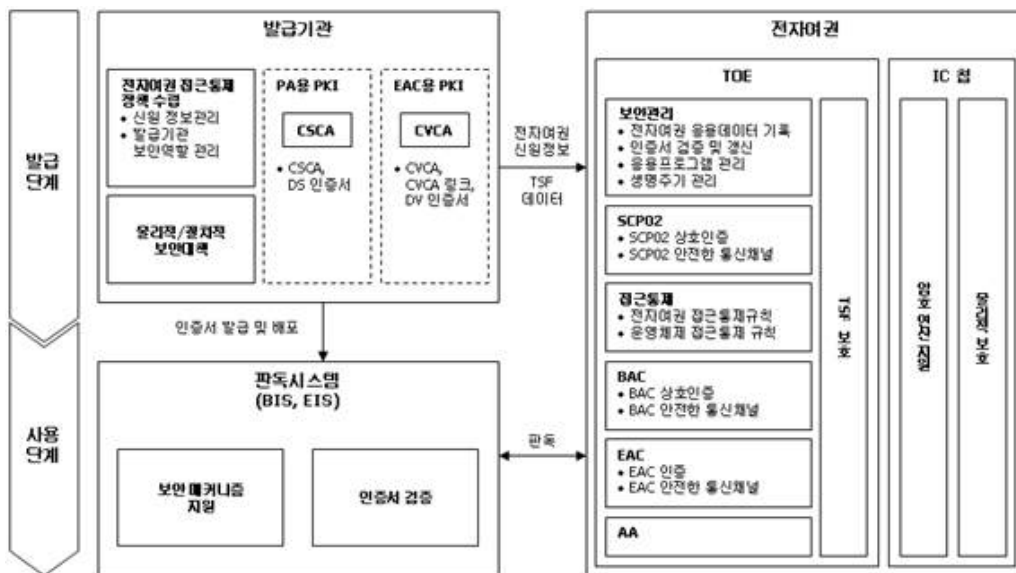 발급
단계
사용
단계
발급기관
전자여권 접근통제
정책 수립
• 신원 정보관리
• 발급기관
보안역할 관리
물리적/절차적
보안대책
PA용 PKI
CSCA
• CSCA,
DS 인증서
EAC용 PKI
CVCA
• CVCA,
CVCA 링크,
DV 인증서
전자여권
신원정보
TSF
데이터
인증서 발급 및 배포
판독시스템
(BIS, EIS)
보안 매커니즘
지원
인증서 검증
판독
전자여권
TOE
보안관리
• 전자여권 응용데이터 기록
• 인증서 검증 및 갱신
• 응용프로그램 관리
• 생명주기 관리
SCP02
• SCP02 상호인증
• SCP02 안전한 통신채널
접근통제
• 전자여권 접근통제규칙
• 운영체제 접근통제 규칙
BAC
• BAC 상호인증
• BAC 안전한 통신채널
EAC
• EAC 인증
• EAC 안전한 통신채널
AA
TSF 보호
IC 칩
암호 연산 지원
물리적 보호